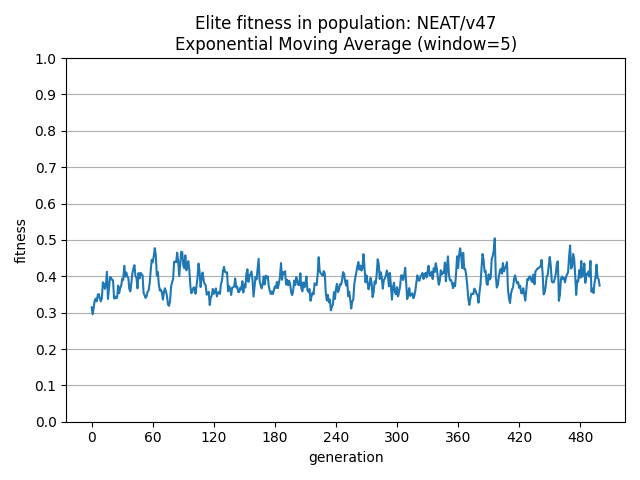 Elite fitness in population: NEAT/v47
Exponential Moving Average (window=5)
1.0
0.9
0.8
0.7
0.6
0.5
0.4
0.3
0.2
0.1
0.0
fitness
0 60 120 180 240 300 360 420 480
generation